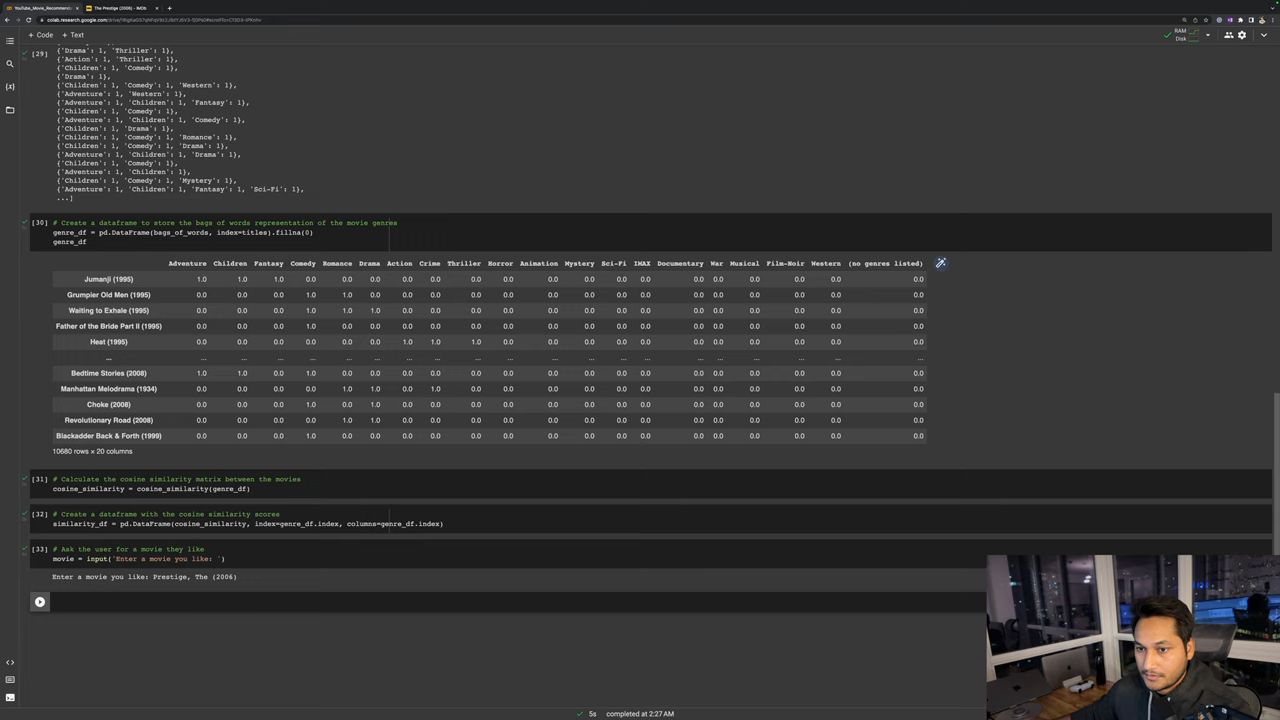 YouTube_Movie_Recommend
The Prestige (2006) - IMDb
+ Code + Text
RAM
Disk
[29]
{'Drama': 1, 'Thriller': 1},
{'Action': 1, 'Thriller': 1},
{'Children': 1, 'Comedy': 1},
{'Drama': 1},
{'Children': 1, 'Comedy': 1, 'Western': 1},
{'Adventure': 1, 'Western': 1},
{'Adventure': 1, 'Children': 1, 'Fantasy': 1},
{'Children': 1, 'Comedy': 1},
{'Adventure': 1, 'Children': 1, 'Comedy': 1},
{'Children': 1, 'Drama': 1},
{'Children': 1, 'Comedy': 1, 'Romance': 1},
{'Children': 1, 'Comedy': 1, 'Drama': 1},
{'Adventure': 1, 'Children': 1, 'Drama': 1},
{'Children': 1, 'Comedy': 1},
{'Adventure': 1, 'Children': 1},
{'Children': 1, 'Comedy': 1, 'Mystery': 1},
{'Adventure': 1, 'Children': 1, 'Fantasy': 1, 'Sci-Fi': 1},
...]
[30] # Create a dataframe to store the bags of words representation of the movie genres
genre_df = pd.DataFrame(bags_of_words, index=titles).fillna(0)
genre_df
Adventure Children Fantasy Comedy Romance Drama Action Crime Thriller Horror Animation Mystery Sci-Fi IMAX Documentary War Musical Film-Noir Western (no genres listed)
Jumanji (1995) 1.0 1.0 1.0 0.0 0.0 0.0 0.0 0.0 0.0 0.0 0.0 0.0 0.0 0.0 0.0 0.0 0.0 0.0 0.0 0.0
Grumpier Old Men (1995) 0.0 0.0 0.0 1.0 1.0 0.0 0.0 0.0 0.0 0.0 0.0 0.0 0.0 0.0 0.0 0.0 0.0 0.0 0.0 0.0
Waiting to Exhale (1995) 0.0 0.0 0.0 1.0 1.0 1.0 0.0 0.0 0.0 0.0 0.0 0.0 0.0 0.0 0.0 0.0 0.0 0.0 0.0 0.0
Father of the Bride Part II (1995) 0.0 0.0 0.0 1.0 0.0 0.0 0.0 0.0 0.0 0.0 0.0 0.0 0.0 0.0 0.0 0.0 0.0 0.0 0.0 0.0
Heat (1995) 0.0 0.0 0.0 0.0 0.0 0.0 1.0 1.0 1.0 0.0 0.0 0.0 0.0 0.0 0.0 0.0 0.0 0.0 0.0 0.0
... ... ... ... ... ... ... ... ... ... ... ... ... ... ... ... ... ... ... ... ...
Bedtime Stories (2008) 1.0 1.0 0.0 1.0 0.0 0.0 0.0 0.0 0.0 0.0 0.0 0.0 0.0 0.0 0.0 0.0 0.0 0.0 0.0 0.0
Manhattan Melodrama (1934) 0.0 0.0 0.0 0.0 1.0 1.0 0.0 1.0 0.0 0.0 0.0 0.0 0.0 0.0 0.0 0.0 0.0 0.0 0.0 0.0
Choke (2008) 0.0 0.0 0.0 1.0 0.0 1.0 0.0 0.0 0.0 0.0 0.0 0.0 0.0 0.0 0.0 0.0 0.0 0.0 0.0 0.0
Revolutionary Road (2008) 0.0 0.0 0.0 0.0 1.0 1.0 0.0 0.0 0.0 0.0 0.0 0.0 0.0 0.0 0.0 0.0 0.0 0.0 0.0 0.0
Blackadder Back & Forth (1999) 0.0 0.0 0.0 1.0 0.0 0.0 0.0 0.0 0.0 0.0 0.0 0.0 0.0 0.0 0.0 0.0 0.0 0.0 0.0 0.0
10680 rows × 20 columns
[31] # Calculate the cosine similarity matrix between the movies
cosine_similarity = cosine_similarity(genre_df)
[32] # Create a dataframe with the cosine similarity scores
similarity_df = pd.DataFrame(cosine_similarity, index=genre_df.index, columns=genre_df.index)
[33] # Ask the user for a movie they like
movie = input('Enter a movie you like: ')
Enter a movie you like: Prestige, The (2006)
5s completed at 2:27 AM